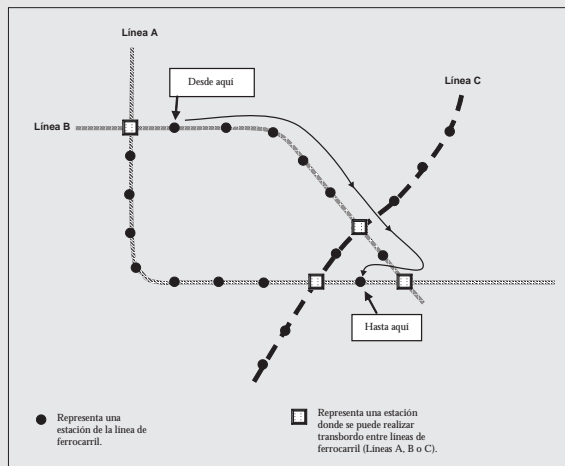 Línea A
Desde aquí
Línea C
Línea B
Hasta aquí
Representa una
estación de la línea de
ferrocarril.
Representa una estación
donde se puede realizar
transbordo entre líneas de
ferrocarril (Líneas A, B o C).